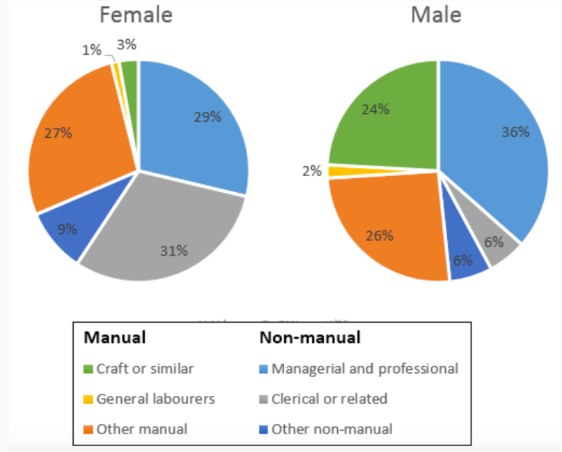 Female
Male
1%
3%
29%
27%
9%
31%
24%
36%
2%
26%
6%
6%
Manual
Non-manual
Craft or similar
Managerial and professional
General labourers
Clerical or related
Other manual
Other non-manual